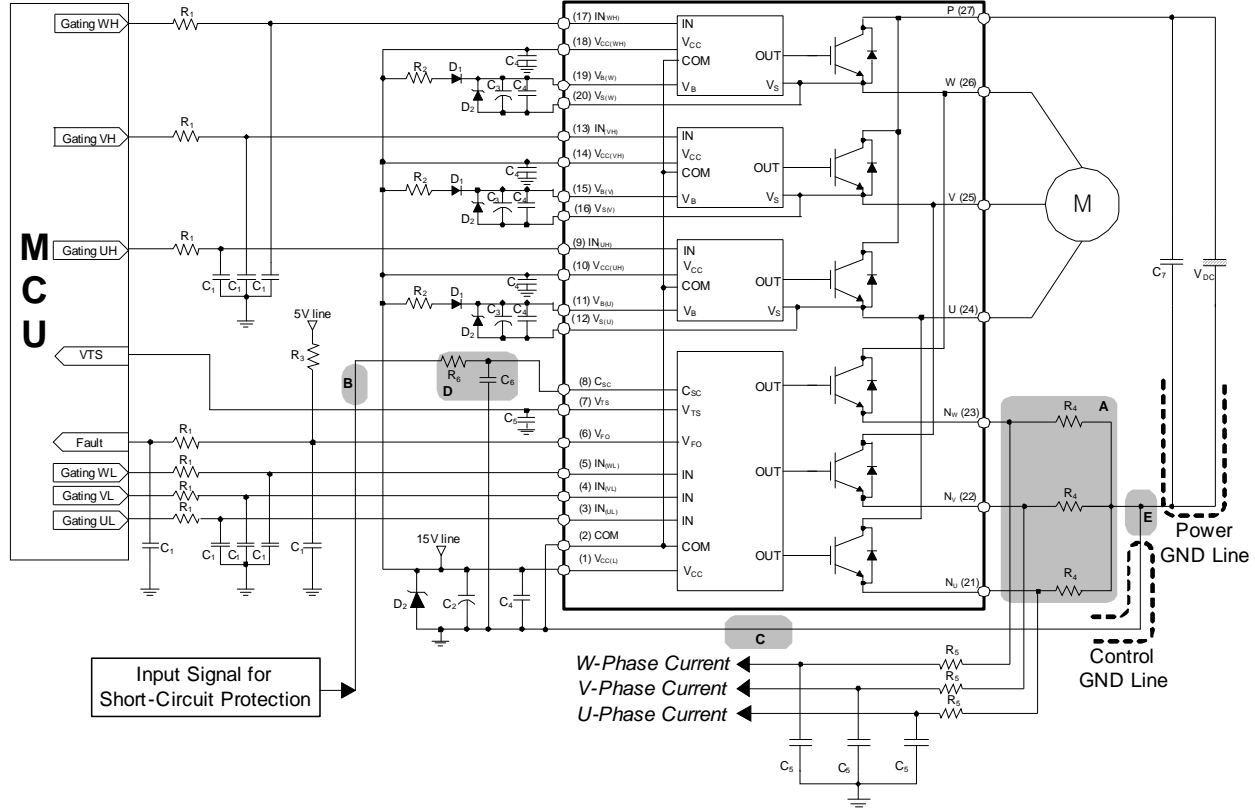 MCU
Gating WH
Gating VH
Gating UH
VTS
Fault
Gating WL
Gating VL
Gating UL
R1
R1
R1
R1
R1
R1
R1
C1 C1 C1
C1 C1 C1 C1 C1
5V line
R3
R2 D1 D2 C3 C4 C4
R2 D1 D2 C3 C4 C4
R2 D1 D2 C3 C4 C4
B
D
R6
C6
C5
15V line
D2 C2 C4
(17) IN(WH)
(18) VCC(WH)
(19) VB(W)
(20) VS(W)
(13) IN(VH)
(14) VCC(VH)
(15) VB(V)
(16) VS(V)
(9) IN(UH)
(10) VCC(UH)
(11) VB(U)
(12) VS(U)
(8) CSC
(7) VTS
(6) VFO
(5) IN(WL)
(4) IN(VL)
(3) IN(UL)
(2) COM
(1) VCC(L)
IN
VCC
COM
VB
OUT
VS
IN
VCC
COM
VB
OUT
VS
IN
VCC
COM
VB
OUT
VS
CSC
VTS
VFO
IN
IN
IN
COM
VCC
OUT
OUT
OUT
P (27)
W (26)
V (25)
U (24)
NW (23)
NV (22)
NU (21)
M
C7
VDC
A
R4
R4
R4
E
Power
GND Line
Control
GND Line
C
Input Signal for
Short-Circuit Protection
W-Phase Current
V-Phase Current
U-Phase Current
R5
R5
R5
C5 C5 C5